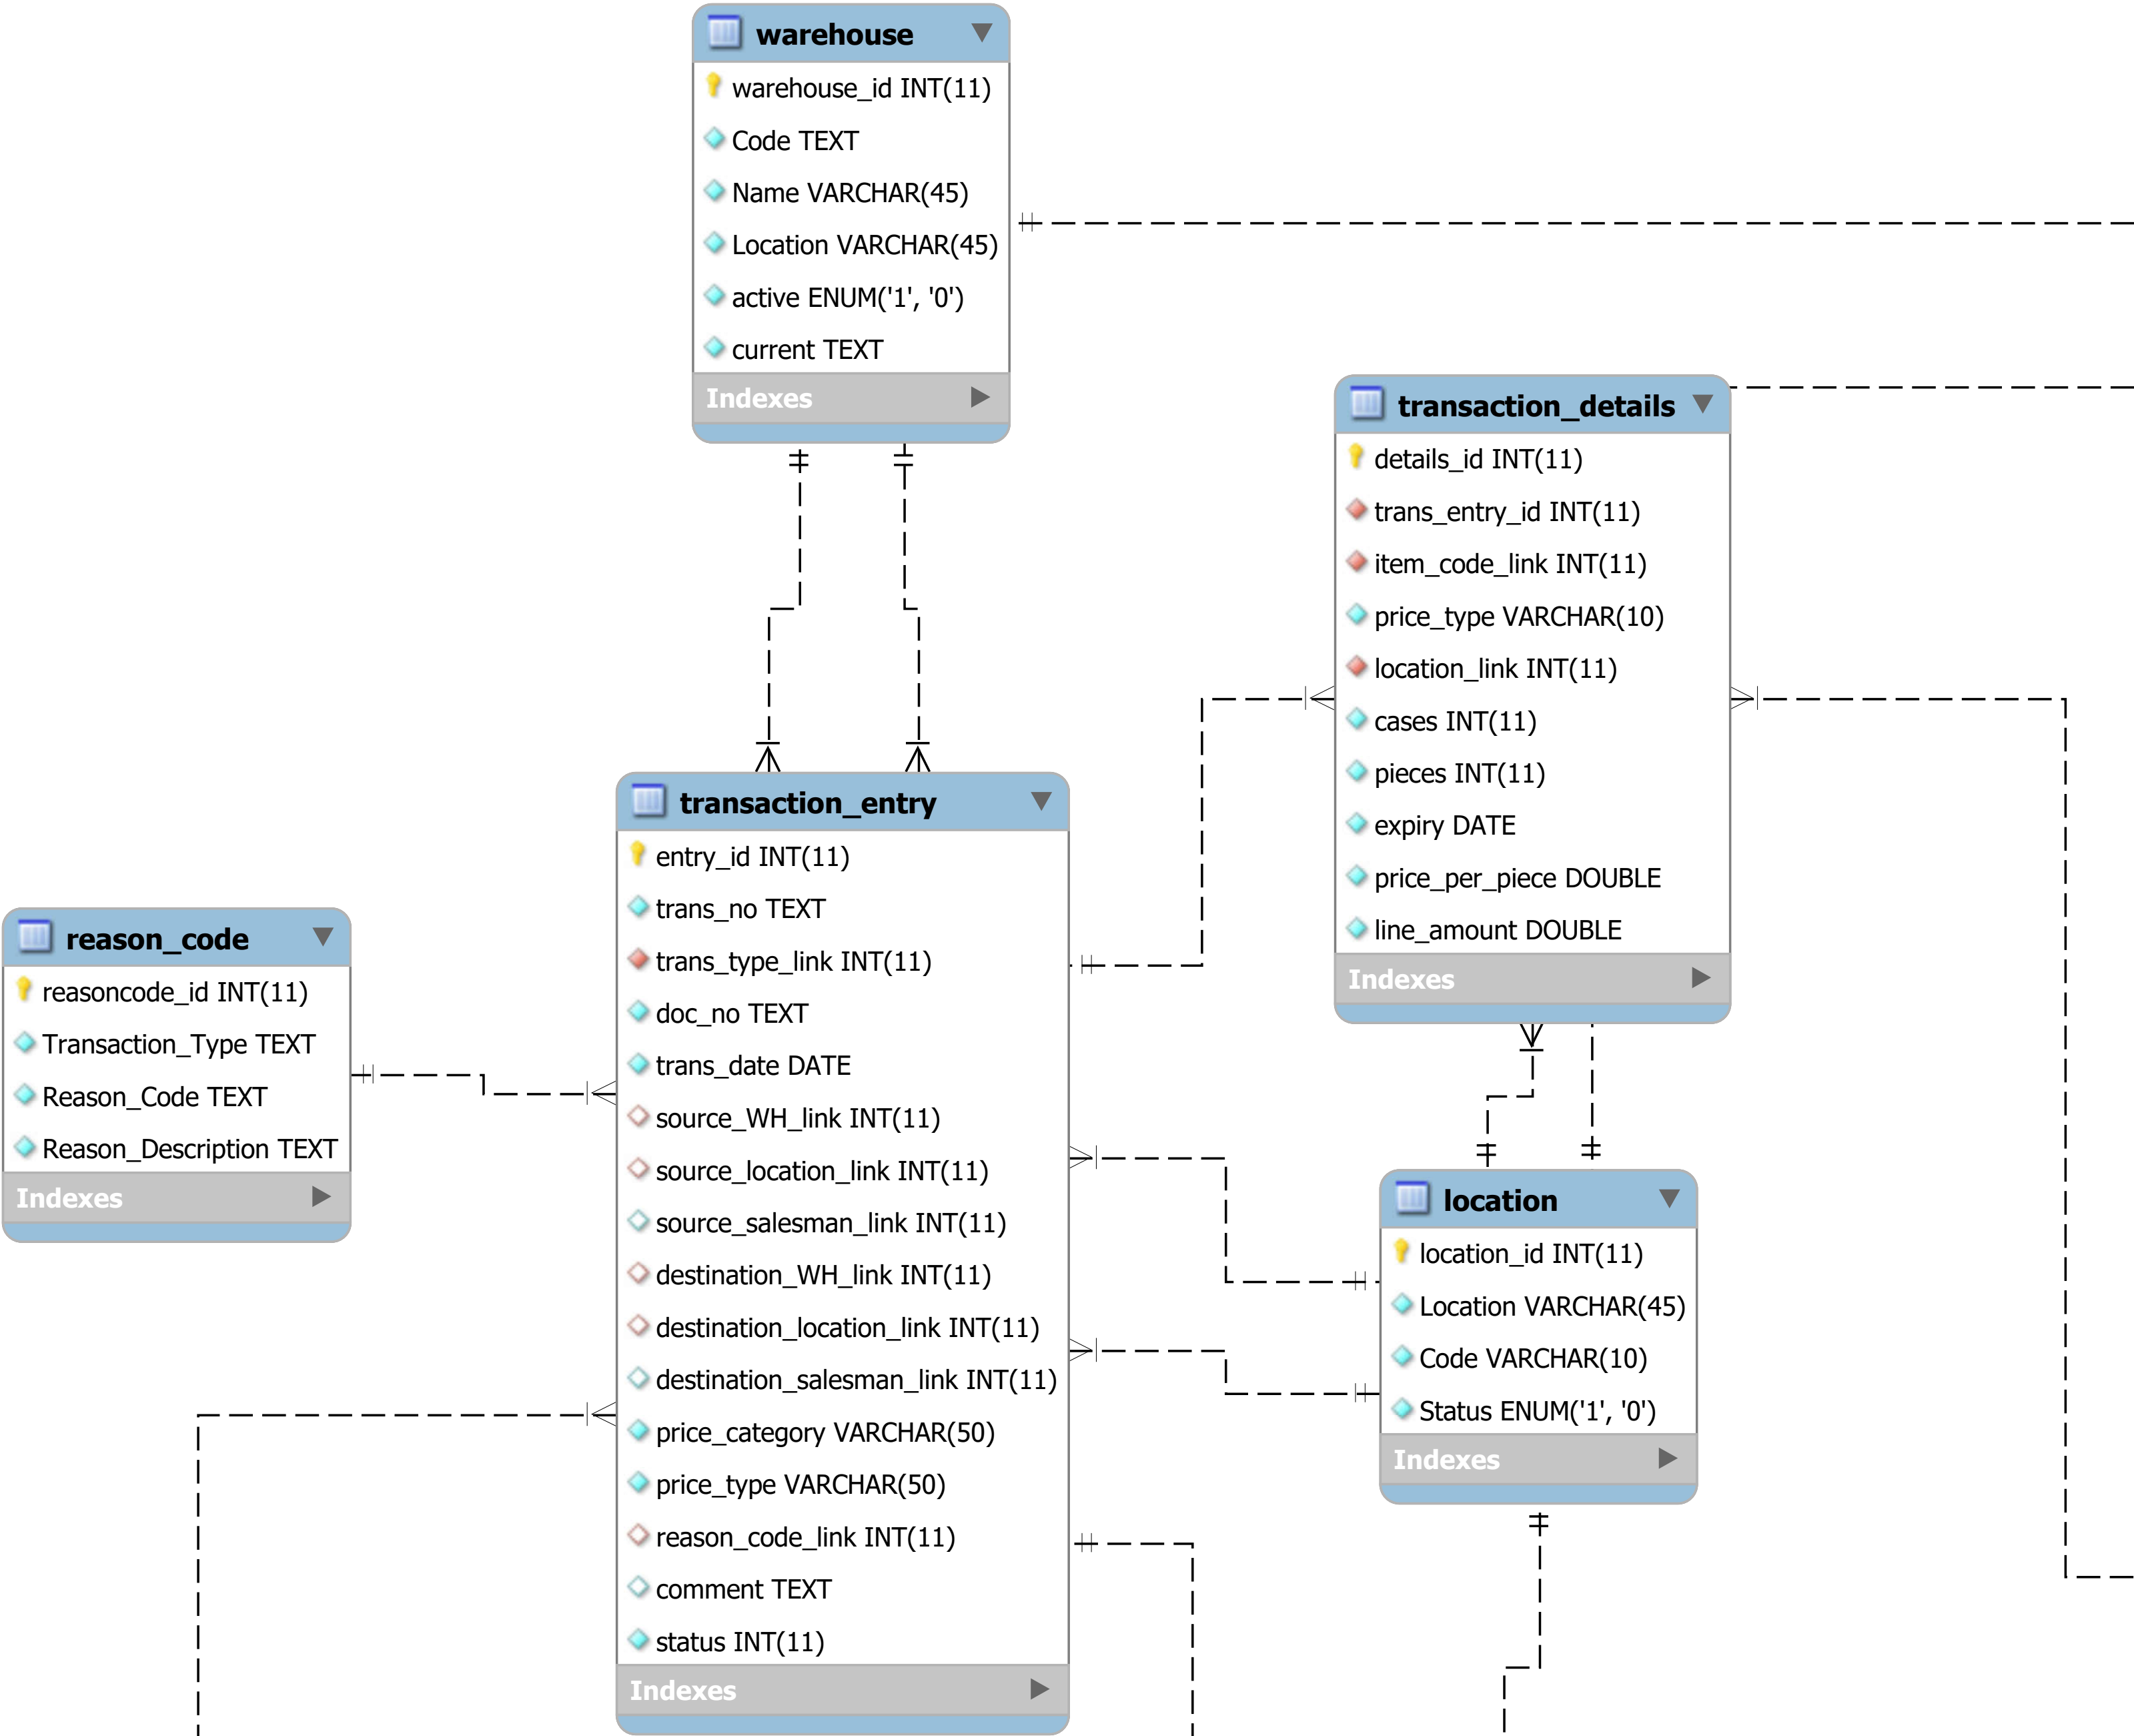 warehouse
warehouse_id INT(11)
Code TEXT
Name VARCHAR(45)
Location VARCHAR(45)
active ENUM('1', '0')
current TEXT
Indexes
transaction_details
details_id INT(11)
trans_entry_id INT(11)
item_code_link INT(11)
price_type VARCHAR(10)
location_link INT(11)
cases INT(11)
pieces INT(11)
expiry DATE
price_per_piece DOUBLE
line_amount DOUBLE
Indexes
transaction_entry
entry_id INT(11)
trans_no TEXT
trans_type_link INT(11)
doc_no TEXT
trans_date DATE
source_WH_link INT(11)
source_location_link INT(11)
source_salesman_link INT(11)
destination_WH_link INT(11)
destination_location_link INT(11)
destination_salesman_link INT(11)
price_category VARCHAR(50)
price_type VARCHAR(50)
reason_code_link INT(11)
comment TEXT
status INT(11)
Indexes
reason_code
reasoncode_id INT(11)
Transaction_Type TEXT
Reason_Code TEXT
Reason_Description TEXT
Indexes
location
location_id INT(11)
Location VARCHAR(45)
Code VARCHAR(10)
Status ENUM('1', '0')
Indexes